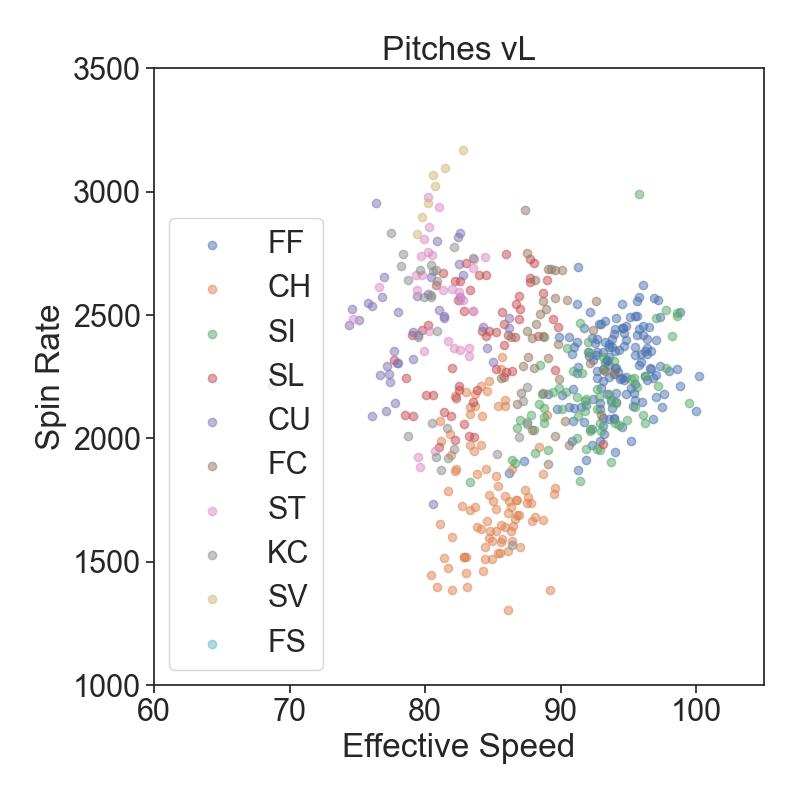 Pitches vL
3500
3000
2500
2000
1500
1000
Spin Rate
FF
CH
SI
SL
CU
FC
ST
KC
SV
FS
60 70 80 90 100
Effective Speed